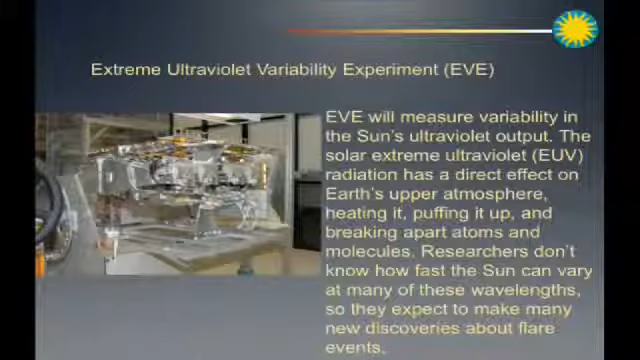 Extreme Ultraviolet Variability Experiment (EVE)
EVE will measure variability in
the Sun's ultraviolet output. The
solar extreme ultraviolet (EUV)
radiation has a direct effect on
Earth's upper atmosphere,
heating it, puffing it up, and
breaking apart atoms and
molecules. Researchers don't
know how fast the Sun can vary
at many of these wavelengths,
so they expect to make many
new discoveries about flare
events.